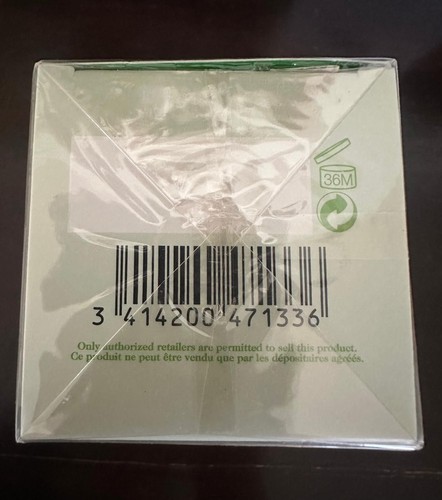 36M
3 414200 471336
Only authorized retailers are permitted to sell this product.
Ce produit ne peut être vendu que par les dépositaires agréés.